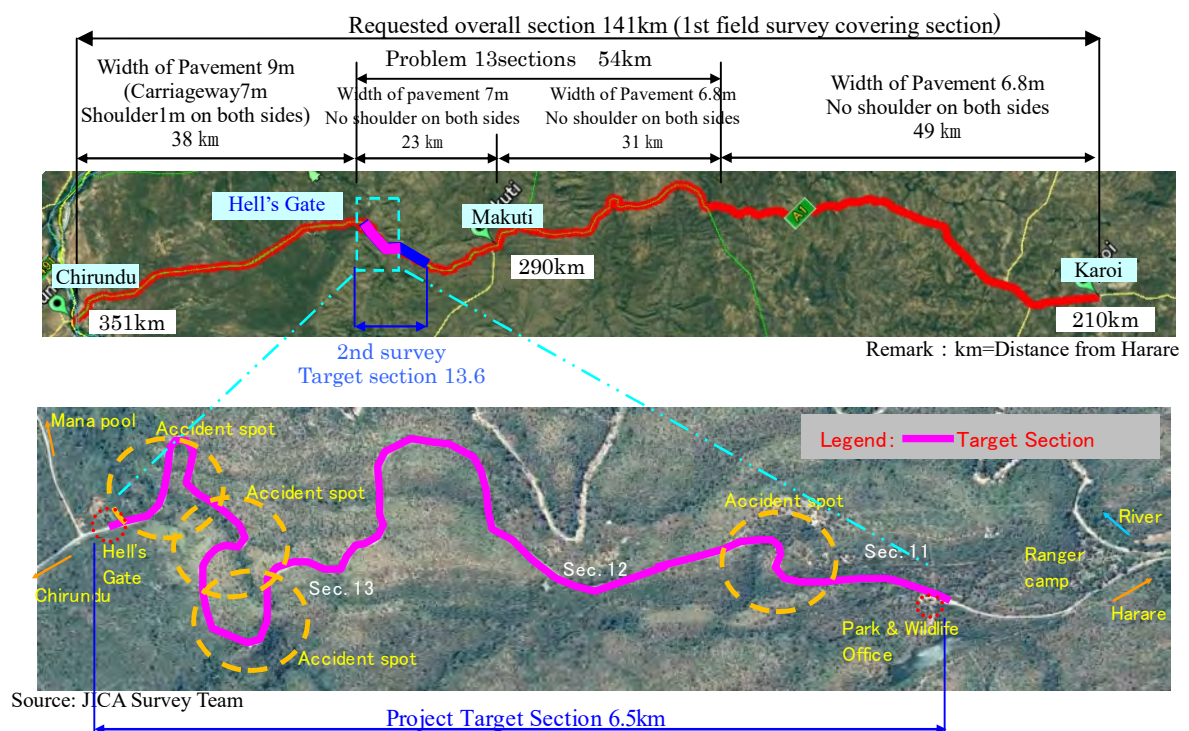 Requested overall section 141km (1st field survey covering section)
Problem 13sections 54km
Width of Pavement 9m
(Carriageway7m
Shoulder1m on both sides)
38 ㎞
Width of pavement 7m
No shoulder on both sides
23 ㎞
Width of Pavement 6.8m
No shoulder on both sides
31 ㎞
Width of Pavement 6.8m
No shoulder on both sides
49 ㎞
Hell's Gate
Makuti
A1
Chirundu
290km
Karoi
351km
210km
2nd survey
Target section 13.6
Remark：km=Distance from Harare
Mana pool
Accident spot
Legend:
Target Section
Accident spot
Accident spot
River
Hell's
Gate
Sec. 11
Ranger
camp
Sec. 12
Sec. 13
Chirundu
Harare
Park & Wildlife
Office
Accident spot
Source: JICA Survey Team
Project Target Section 6.5km